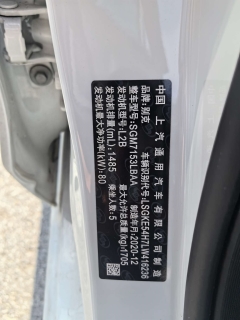 中国 上汽通用汽车有限公司 制造
品牌:别克 车辆识别代号:LSGKE54H7LW416236
整车型号:SGM7153LBAA 制造年月:2020-12
发动机型号:L2B 最大允许总质量(kg):1705
发动机排量(mL):1485 乘坐人数:5
发动机最大净功率(kW):80